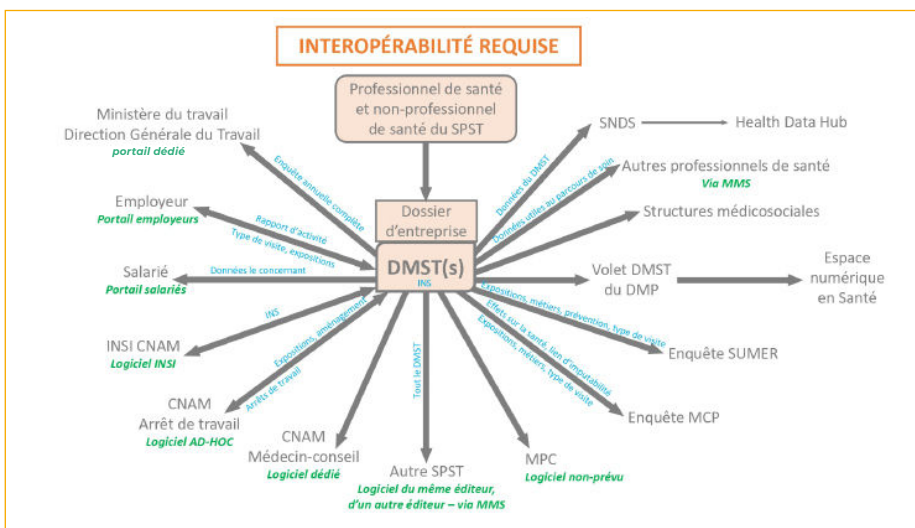 INTEROPÉRABILITÉ REQUISE
Professionnel de santé
et non-professionnel
de santé du SPST
Ministère du travail
Direction Générale du Travail
portail dédié
Enquête annuelle complète
Employeur
Portail employeurs
Rapport d'activité
Type de visite, expositions
Salarié
Portail salariés
Données le concernant
INSI CNAM
Logiciel INSI
INS
CNAM
Arrêt de travail
Logiciel AD-HOC
Expositions, aménagement
Arrêts de travail
CNAM
Médecin-conseil
Logiciel dédié
Dossier
d'entreprise
DMST(s)
INS
Tout le DMST
Autre SPST
Logiciel du même éditeur,
d'un autre éditeur – via MMS
MPC
Logiciel non-prévu
Données du DMST
SNDS
Health Data Hub
Données utiles au parcours de soin
Autres professionnels de santé
Via MMS
Structures médicosociales
Volet DMST
du DMP
Espace
numérique
en Santé
Expositions, métiers, prévention, type de visite
Enquête SUMER
Effets sur la santé, lien d'imputabilité
Expositions, métiers, type de visite
Enquête MCP